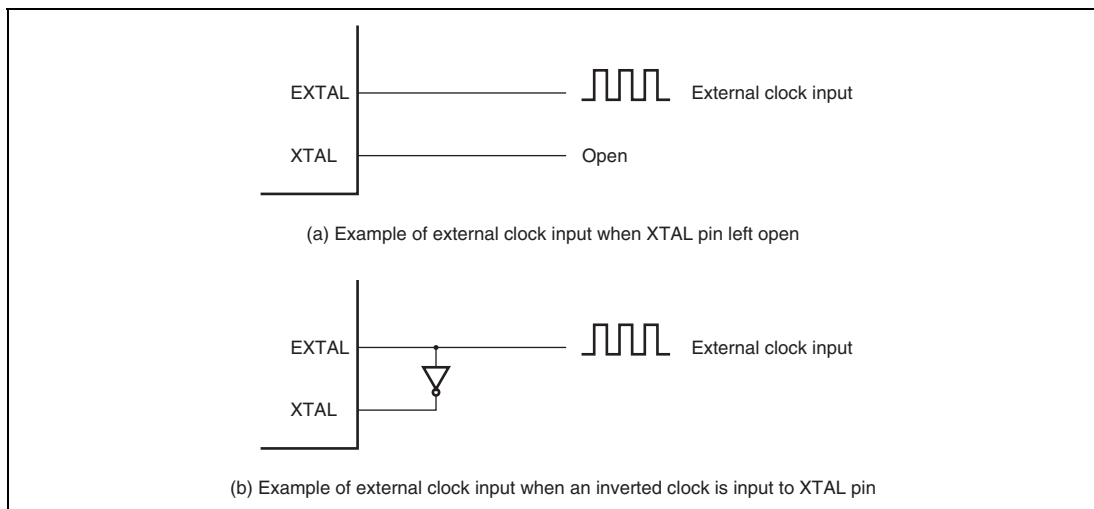 EXTAL External clock input
XTAL Open
(a) Example of external clock input when XTAL pin left open
EXTAL External clock input
XTAL
(b) Example of external clock input when an inverted clock is input to XTAL pin